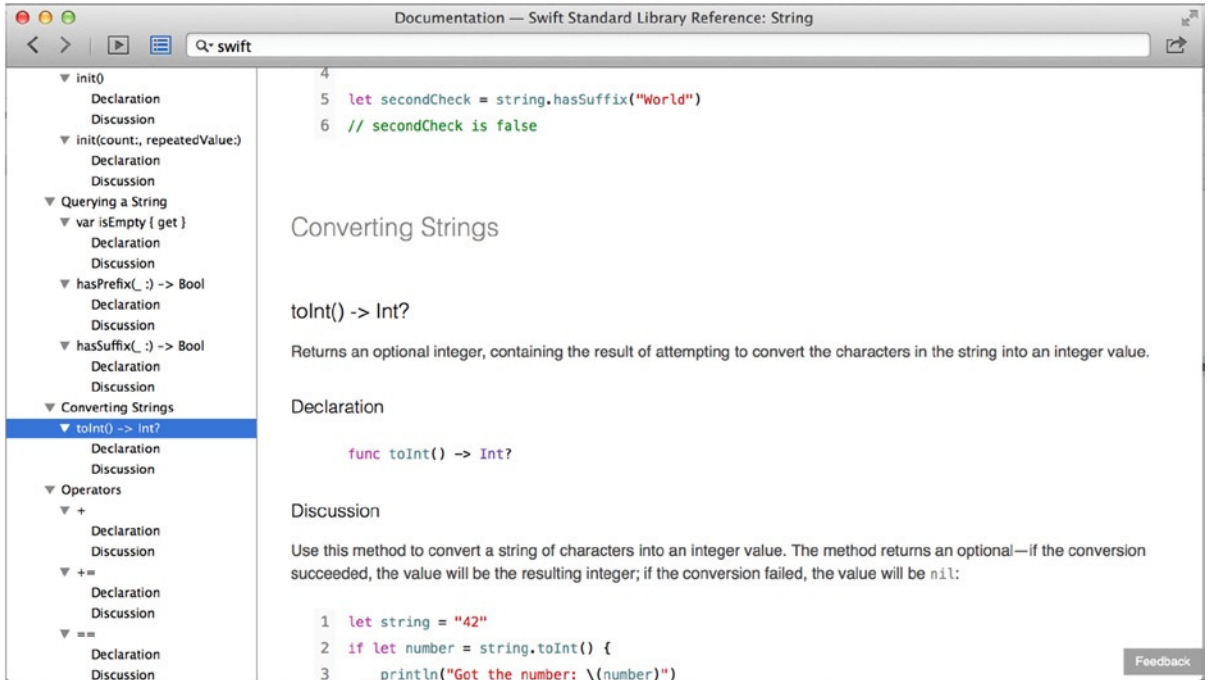 Documentation — Swift Standard Library Reference: String
swift
init()
Declaration
Discussion
init(count:, repeatedValue:)
Declaration
Discussion
Querying a String
var isEmpty { get }
Declaration
Discussion
hasPrefix(_ :) -> Bool
Declaration
Discussion
hasSuffix(_ :) -> Bool
Declaration
Discussion
Converting Strings
toInt() -> Int?
Declaration
Discussion
Operators
+
Declaration
Discussion
+=
Declaration
Discussion
==
Declaration
Discussion
4
5 let secondCheck = string.hasSuffix("World")
6 // secondCheck is false
Converting Strings
toInt() -> Int?
Returns an optional integer, containing the result of attempting to convert the characters in the string into an integer value.
Declaration
func toInt() -> Int?
Discussion
Use this method to convert a string of characters into an integer value. The method returns an optional—if the conversion
succeeded, the value will be the resulting integer; if the conversion failed, the value will be nil:
1 let string = "42"
2 if let number = string.toInt() {
3 println("Got the number: \(number)")
Feedback